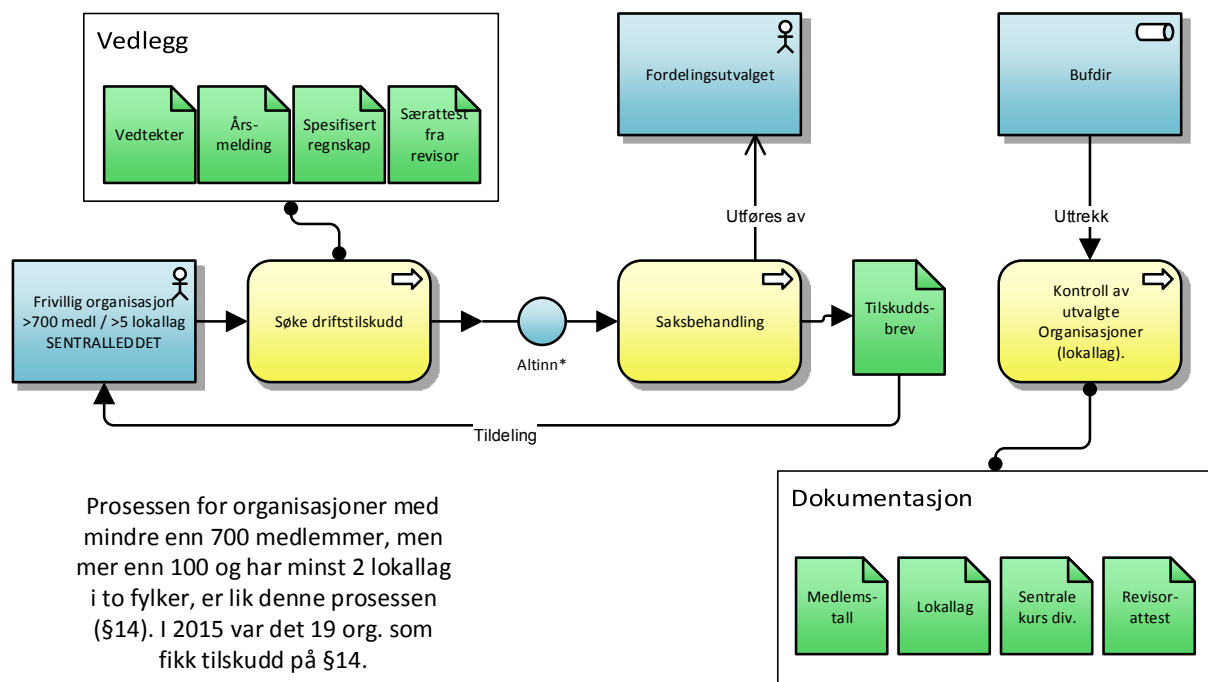 Vedlegg
Vedtekter
Års-
melding
Spesifisert
regnskap
Særattest
fra
revisor
Fordelingsutvalget
Bufdir
Utføres av
Uttrekk
Frivillig organisasjon
>700 medl / >5 lokallag
SENTRALLEDDET
Søke driftstilskudd
Altinn*
Saksbehandling
Tilskudds-
brev
Kontroll av
utvalgte
Organisasjoner
(lokallag).
Tildeling
Prosessen for organisasjoner med
mindre enn 700 medlemmer, men
mer enn 100 og har minst 2 lokallag
i to fylker, er lik denne prosessen
(§14). I 2015 var det 19 org. som
fikk tilskudd på §14.
Dokumentasjon
Medlems-
tall
Lokallag
Sentrale
kurs div.
Revisor-
attest